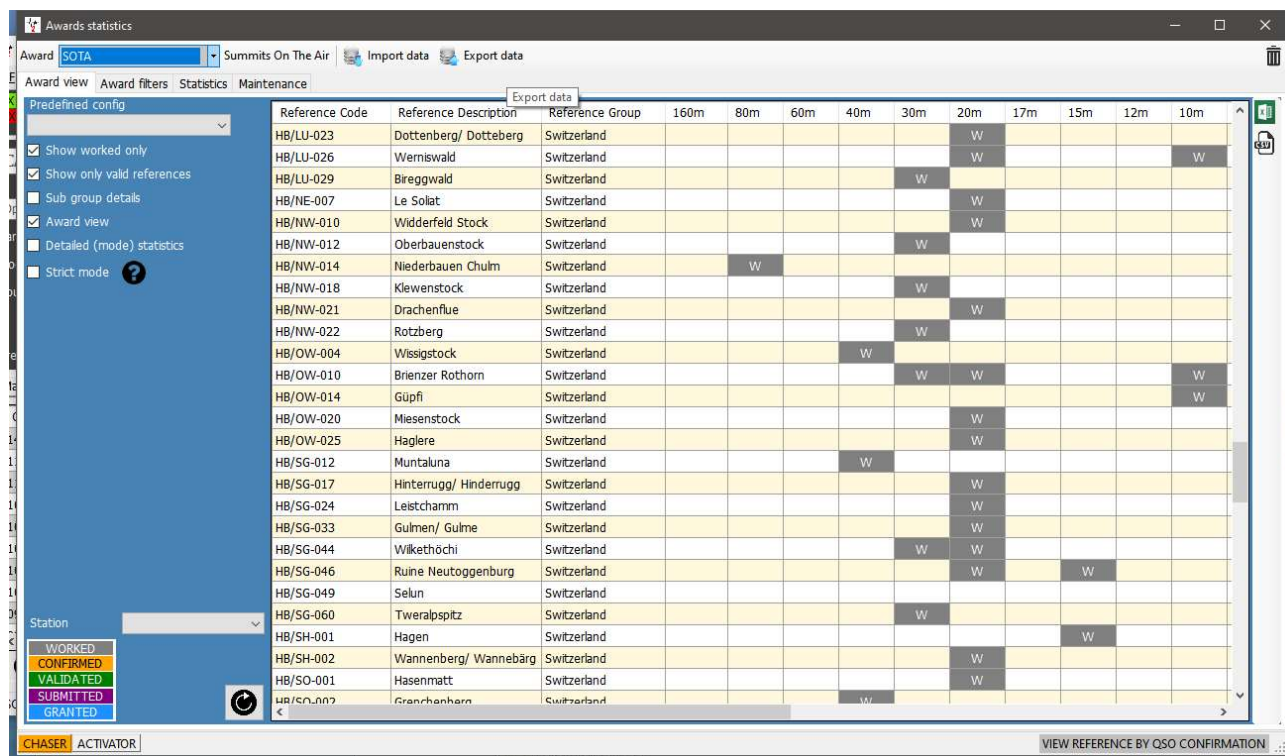 Awards statistics
Award SOTA Summits On The Air Import data Export data
Award view Award filters Statistics Maintenance
Export data
Predefined config
Show worked only
Show only valid references
Sub group details
Award view
Detailed (mode) statistics
Strict mode ?
Station
WORKED
CONFIRMED
VALIDATED
SUBMITTED
GRANTED
Reference Code Reference Description Reference Group 160m 80m 60m 40m 30m 20m 17m 15m 12m 10m
HB/LU-023 Dottenberg/ Dotteberg Switzerland W
HB/LU-026 Werniswald Switzerland W W
HB/LU-029 Bireggwald Switzerland W
HB/NE-007 Le Soliat Switzerland W
HB/NW-010 Widderfeld Stock Switzerland W
HB/NW-012 Oberbauenstock Switzerland W
HB/NW-014 Niederbauen Chulm Switzerland W
HB/NW-018 Klewenstock Switzerland W
HB/NW-021 Drachenflue Switzerland W
HB/NW-022 Rotzberg Switzerland W
HB/OW-004 Wissigstock Switzerland W
HB/OW-010 Brienzer Rothorn Switzerland W W W
HB/OW-014 Güpfi Switzerland W
HB/OW-020 Miesenstock Switzerland W
HB/OW-025 Haglere Switzerland W
HB/SG-012 Muntaluna Switzerland W
HB/SG-017 Hinterrugg/ Hinderrugg Switzerland W
HB/SG-024 Leistchamm Switzerland W
HB/SG-033 Gulmen/ Gulme Switzerland W
HB/SG-044 Wilkethöchi Switzerland W W
HB/SG-046 Ruine Neutoggenburg Switzerland W W
HB/SG-049 Selun Switzerland
HB/SG-060 Tweralpspitz Switzerland W
HB/SH-001 Hagen Switzerland W
HB/SH-002 Wannenberg/ Wannebärg Switzerland W
HB/SO-001 Hasenmatt Switzerland W
HB/SO-002 Grenchenberg Switzerland W
CSV
CHASER ACTIVATOR VIEW REFERENCE BY QSO CONFIRMATION